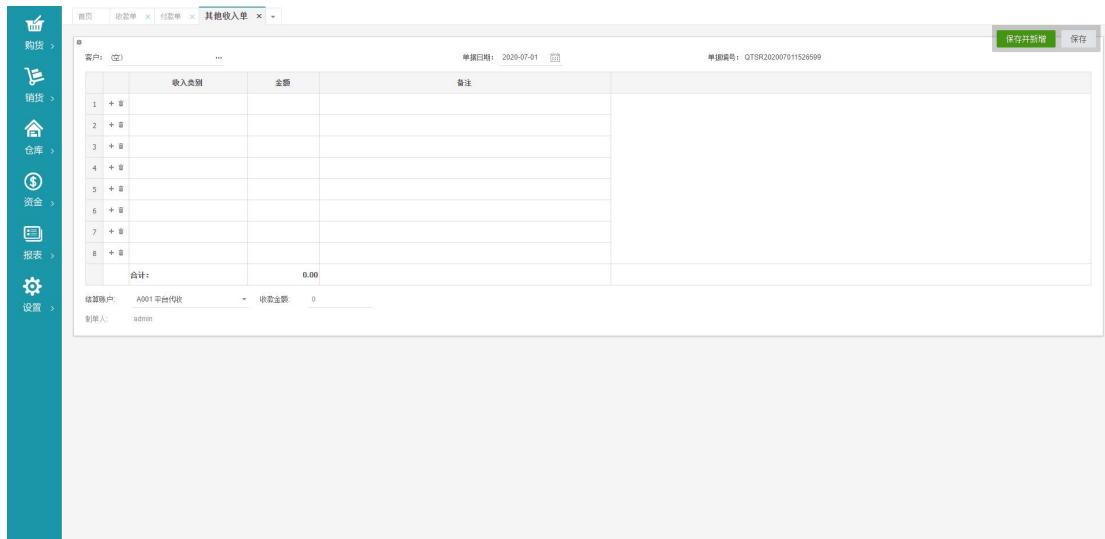 首页 收款单 × 付款单 × 其他收入单 ×
购货 >
销货 >
仓库 >
资金 >
报表 >
设置 >
保存并新增 保存
客户: (空) ... 单据日期: 2020-07-01 单据编号: QTSR202007011526599
收入类别 金额 备注
1 +
2 +
3 +
4 +
5 +
6 +
7 +
8 +
合计: 0.00
结算账户: A001 平台代收 收款金额: 0
制单人: admin